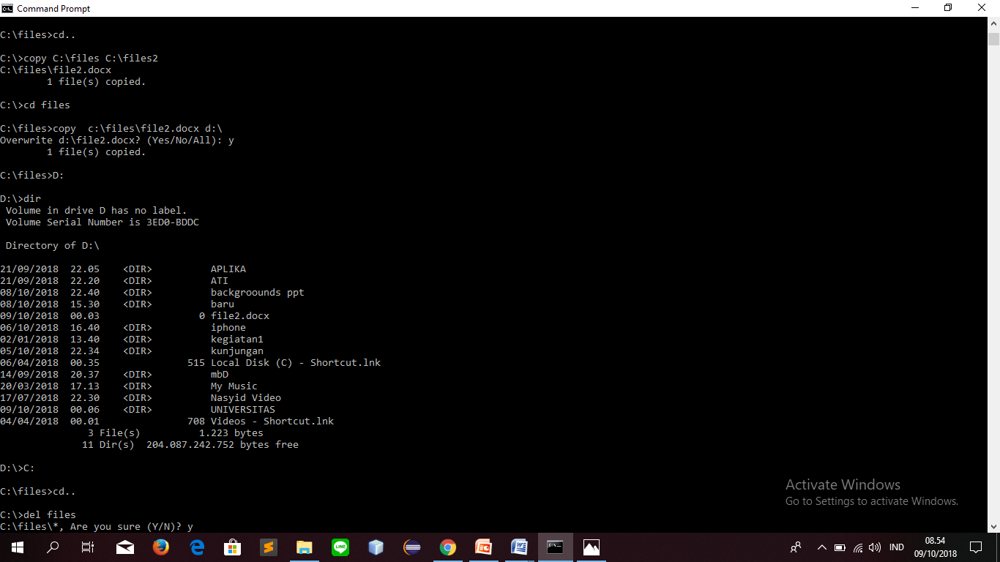 Command Prompt
C:\files>cd..
C:\>copy C:\files C:\files2
C:\files\file2.docx
        1 file(s) copied.
C:\>cd files
C:\files>copy  c:\files\file2.docx d:\
Overwrite d:\file2.docx? (Yes/No/All): y
        1 file(s) copied.
C:\files>D:
D:\>dir
 Volume in drive D has no label.
 Volume Serial Number is 3ED0-BDDC
 Directory of D:\
21/09/2018  22.05    <DIR>          APLIKA
21/09/2018  22.20    <DIR>          ATI
08/10/2018  22.40    <DIR>          backgroounds ppt
08/10/2018  15.30    <DIR>          baru
09/10/2018  00.03                 0 file2.docx
06/10/2018  16.40    <DIR>          iphone
02/01/2018  13.40    <DIR>          kegiatan1
05/10/2018  22.34    <DIR>          kunjungan
06/04/2018  00.35               515 Local Disk (C) - Shortcut.lnk
14/09/2018  20.37    <DIR>          mbD
20/03/2018  17.13    <DIR>          My Music
17/07/2018  22.30    <DIR>          Nasyid Video
09/10/2018  00.06    <DIR>          UNIVERSITAS
04/04/2018  00.01               708 Videos - Shortcut.lnk
               3 File(s)          1.223 bytes
              11 Dir(s)  204.087.242.752 bytes free
D:\>C:
C:\files>cd..
C:\>del files
C:\files\*, Are you sure (Y/N)? y
Activate Windows
Go to Settings to activate Windows.
LINE
IND
08.54
09/10/2018